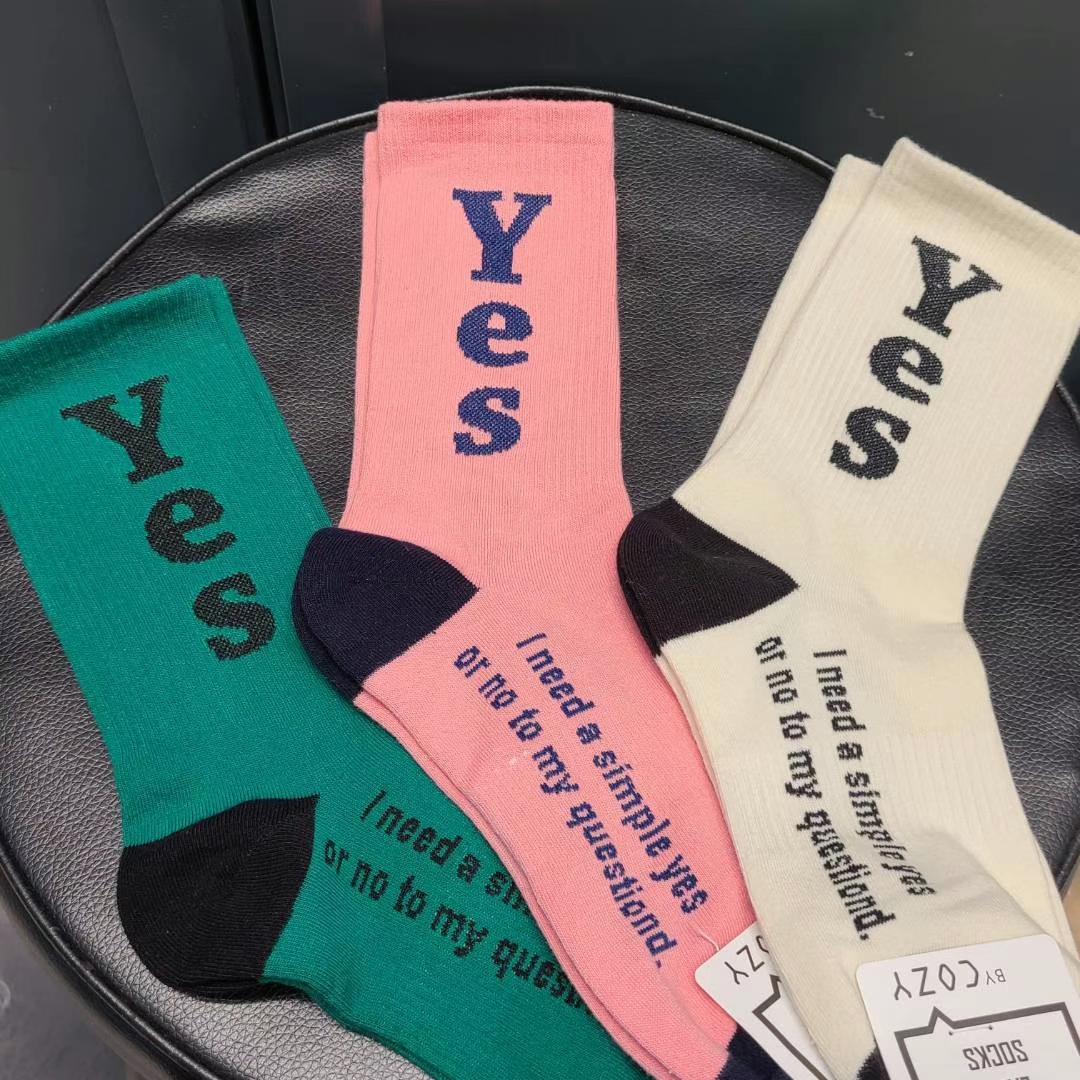 Yes
I need a
or no to my
Yes
I need a simple yes
or no to my questiond.
Yes
I need a simple yes
or no to my questiond.
BY COZY
SOCKS